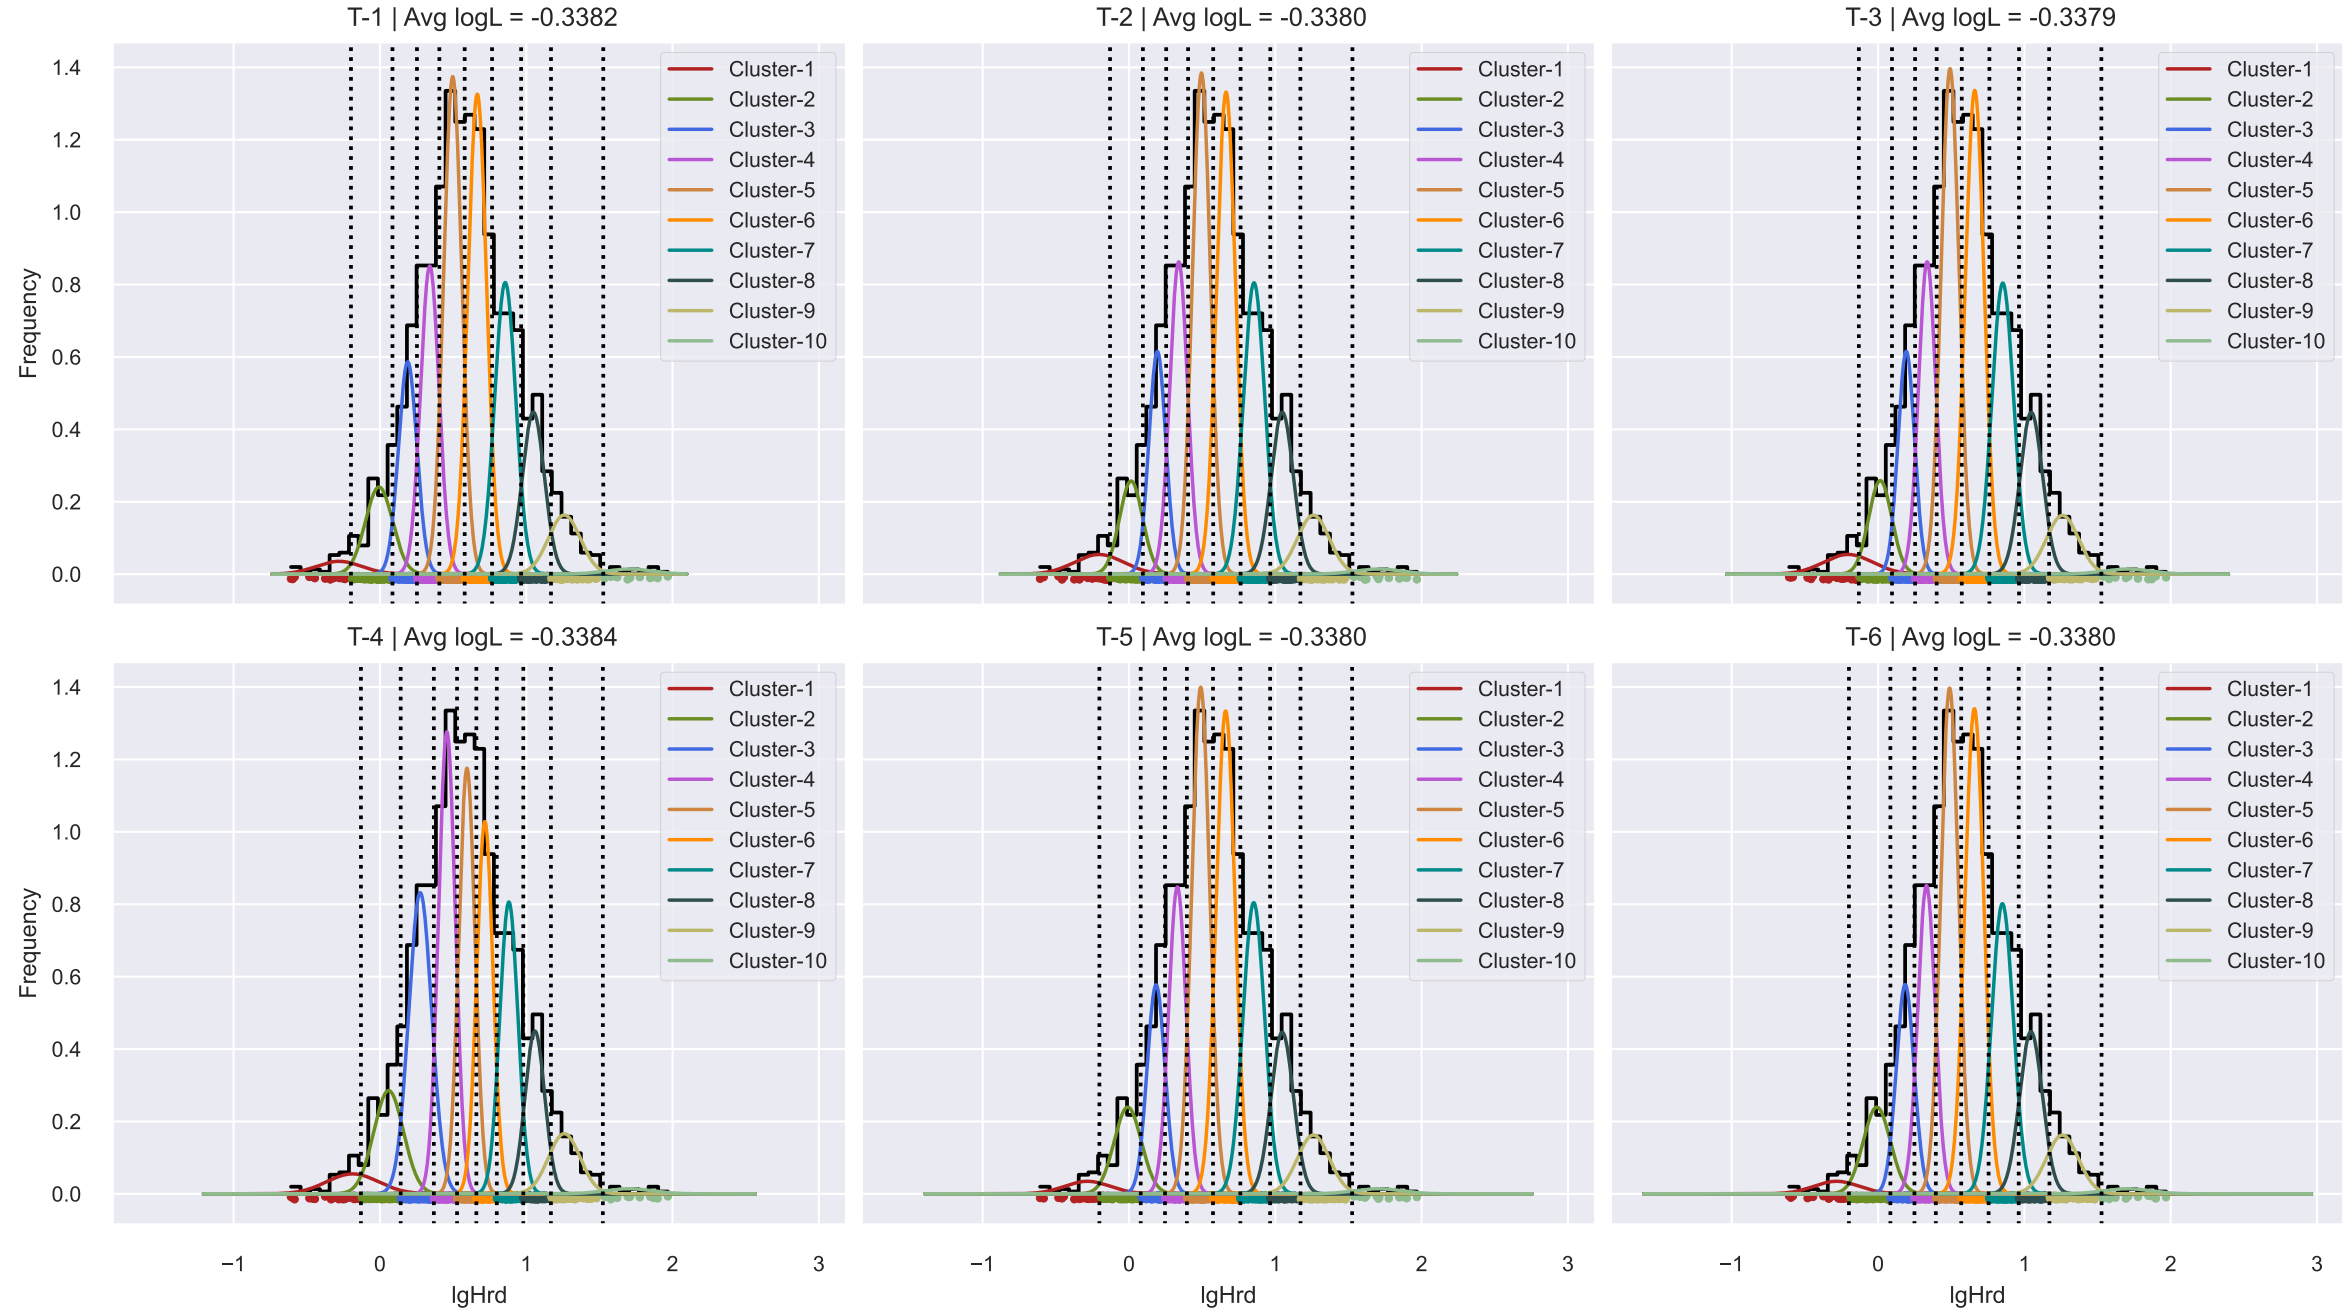 T-1 | Avg logL = -0.3382
T-2 | Avg logL = -0.3380
T-3 | Avg logL = -0.3379
1.4
1.2
1.0
0.8
0.6
0.4
0.2
0.0
Frequency
Cluster-1
Cluster-2
Cluster-3
Cluster-4
Cluster-5
Cluster-6
Cluster-7
Cluster-8
Cluster-9
Cluster-10
Cluster-1
Cluster-2
Cluster-3
Cluster-4
Cluster-5
Cluster-6
Cluster-7
Cluster-8
Cluster-9
Cluster-10
Cluster-1
Cluster-2
Cluster-3
Cluster-4
Cluster-5
Cluster-6
Cluster-7
Cluster-8
Cluster-9
Cluster-10
T-4 | Avg logL = -0.3384
T-5 | Avg logL = -0.3380
T-6 | Avg logL = -0.3380
1.4
1.2
1.0
0.8
0.6
0.4
0.2
0.0
Frequency
Cluster-1
Cluster-2
Cluster-3
Cluster-4
Cluster-5
Cluster-6
Cluster-7
Cluster-8
Cluster-9
Cluster-10
Cluster-1
Cluster-2
Cluster-3
Cluster-4
Cluster-5
Cluster-6
Cluster-7
Cluster-8
Cluster-9
Cluster-10
Cluster-1
Cluster-2
Cluster-3
Cluster-4
Cluster-5
Cluster-6
Cluster-7
Cluster-8
Cluster-9
Cluster-10
−1 0 1 2 3
−1 0 1 2 3
−1 0 1 2 3
lgHrd
lgHrd
lgHrd